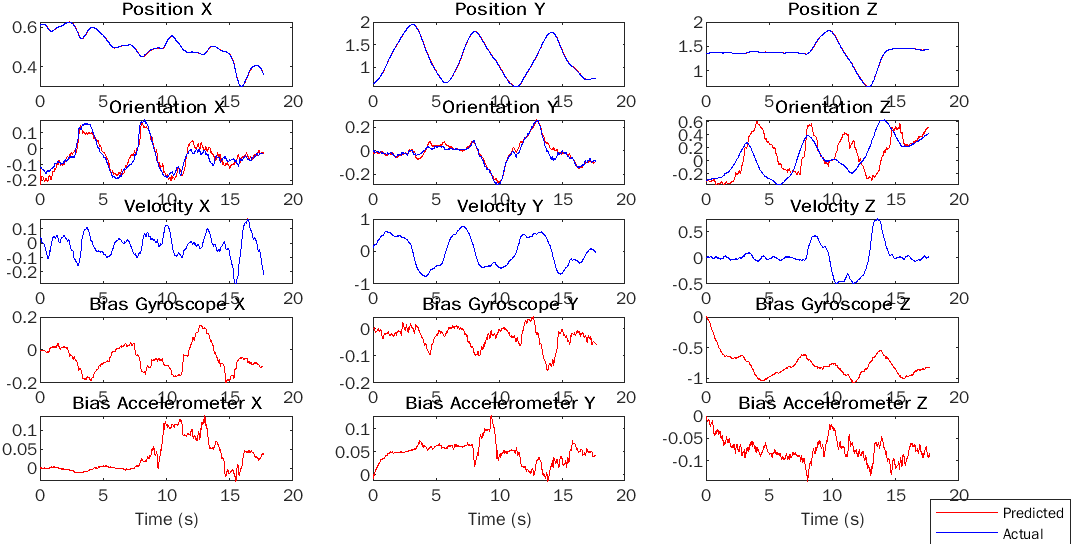 Position X Position Y Position Z
0.6 2 2
1.5 1.5
0.4 1 1
0 5 10 15 20 0 5 10 15 20 0 5 10 15 20
Orientation X Orientation Y Orientation Z
0.1 0.2 0.6
0 0.4
-0.1 0 0.2
-0.2 -0.2 0
-0.2
0 5 10 15 20 0 5 10 15 20 0 5 10 15 20
Velocity X Velocity Y Velocity Z
0.1 1 0.5
0 0 0
-0.1
-0.2 -1 -0.5
0 5 10 15 20 0 5 10 15 20 0 5 10 15 20
Bias Gyroscope X Bias Gyroscope Y Bias Gyroscope Z
0.2 0 0
0 -0.1 -0.5
-0.2 -0.2 -1
0 5 10 15 20 0 5 10 15 20 0 5 10 15 20
Bias Accelerometer X Bias Accelerometer Y Bias Accelerometer Z
0.1 0.1 0
0.05 0.05 -0.05
0 0 -0.1
0 5 10 15 20 0 5 10 15 20 0 5 10 15 20
Time (s) Time (s) Time (s)
Predicted
Actual